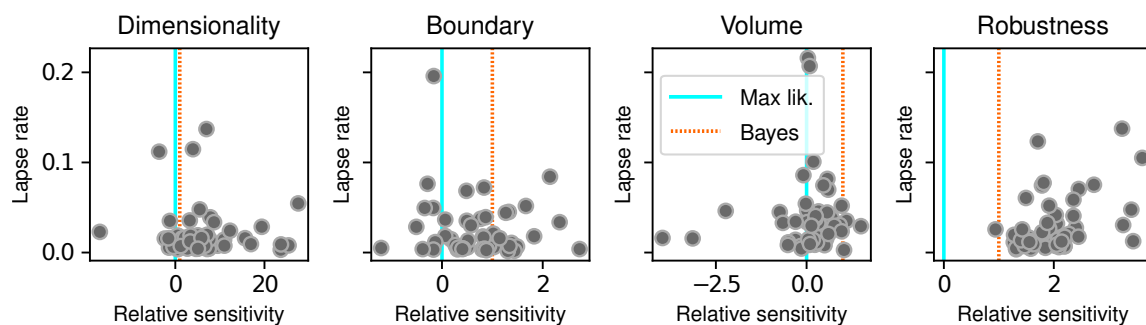 Dimensionality
Boundary
Volume
Robustness
Lapse rate
0.2
0.1
0.0
0
20
Relative sensitivity
Lapse rate
0
2
Relative sensitivity
Lapse rate
Max lik.
Bayes
−2.5
0.0
Relative sensitivity
Lapse rate
0
2
Relative sensitivity